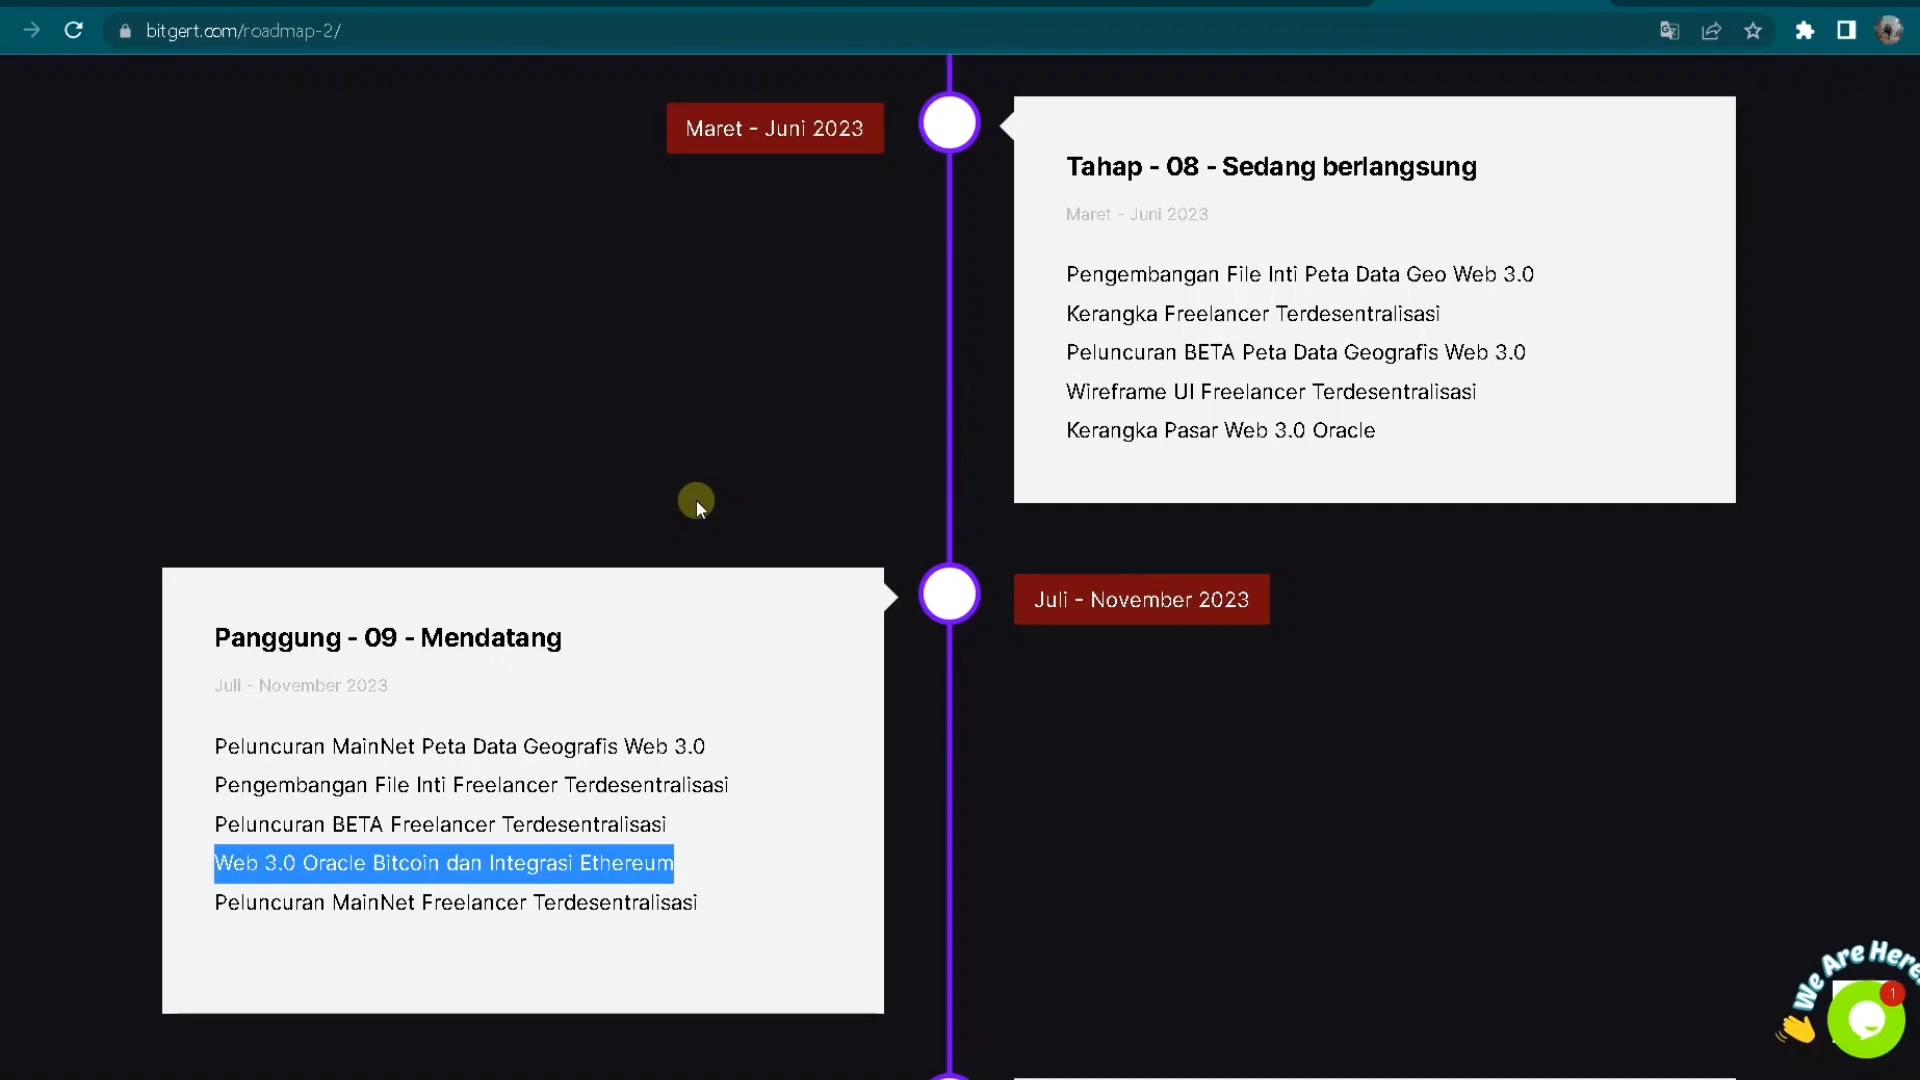 bitgert.com/roadmap-2/
Maret - Juni 2023
Tahap - 08 - Sedang berlangsung
Maret - Juni 2023
Pengembangan File Inti Peta Data Geo Web 3.0
Kerangka Freelancer Terdesentralisasi
Peluncuran BETA Peta Data Geografis Web 3.0
Wireframe UI Freelancer Terdesentralisasi
Kerangka Pasar Web 3.0 Oracle
Juli - November 2023
Panggung - 09 - Mendatang
Juli - November 2023
Peluncuran MainNet Peta Data Geografis Web 3.0
Pengembangan File Inti Freelancer Terdesentralisasi
Peluncuran BETA Freelancer Terdesentralisasi
Web 3.0 Oracle Bitcoin dan Integrasi Ethereum
Peluncuran MainNet Freelancer Terdesentralisasi
We Are Here!
1